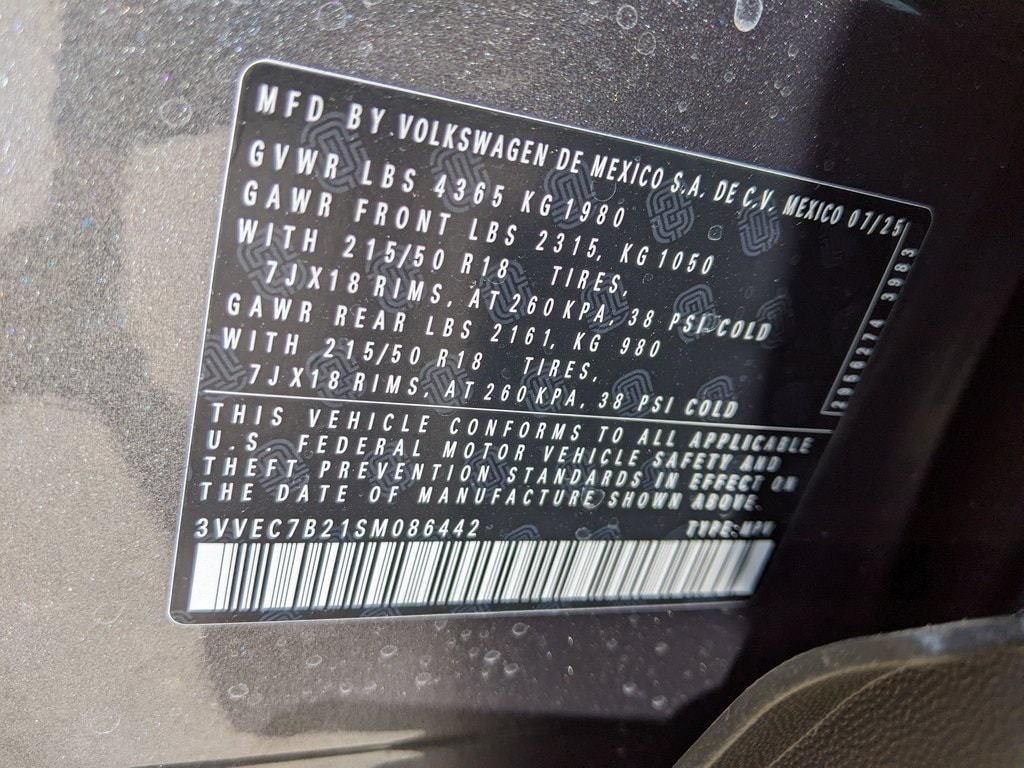 MFD BY VOLKSWAGEN DE MEXICO S.A. DE C.V. MEXICO 07/25
GVWR LBS 4365 KG 1980
GAWR FRONT LBS 2315, KG 1050
WITH 215/50 R18 TIRES,
7JX18 RIMS, AT 260 KPA, 38 PSI COLD
GAWR REAR LBS 2161, KG 980
WITH 215/50 R18 TIRES,
7JX18 RIMS, AT 260 KPA, 38 PSI COLD
THIS VEHICLE CONFORMS TO ALL APPLICABLE
U.S. FEDERAL MOTOR VEHICLE SAFETY AND
THEFT PREVENTION STANDARDS IN EFFECT ON
THE DATE OF MANUFACTURE SHOWN ABOVE.
3VVEC7B21SM086442 TYPE:MPV
3983